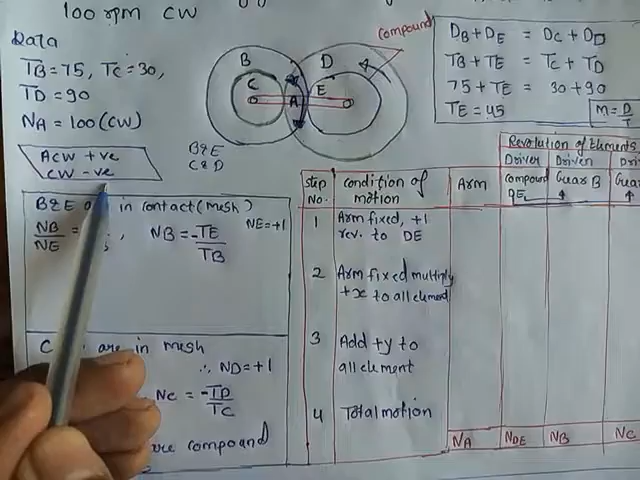 100 rpm CW
Data
TB=75, TC=30,
TD=90
NA=100(CW)
ACW +ve
CW -ve
B&E
C&D
compound
B
D
C
A
E
DB+DE = DC+DD
TB+TE = TC+TD
75+TE = 30+90
TE=45
m=D/T
B&E in contact(mesh)
NB/NE = , NB=-TE/TB NE=+1
C are in mesh
∴ ND=+1
NC = -TD/TC
are compound
Revolution of Elements
Step No.
condition of motion
Arm
Driver compound DE
Driven Gear B
Dri Gear
1 Arm fixed, +1 rev. to DE
2 Arm fixed multiply +x to all element
3 Add +y to all element
4 Total motion
NA NDE NB NC